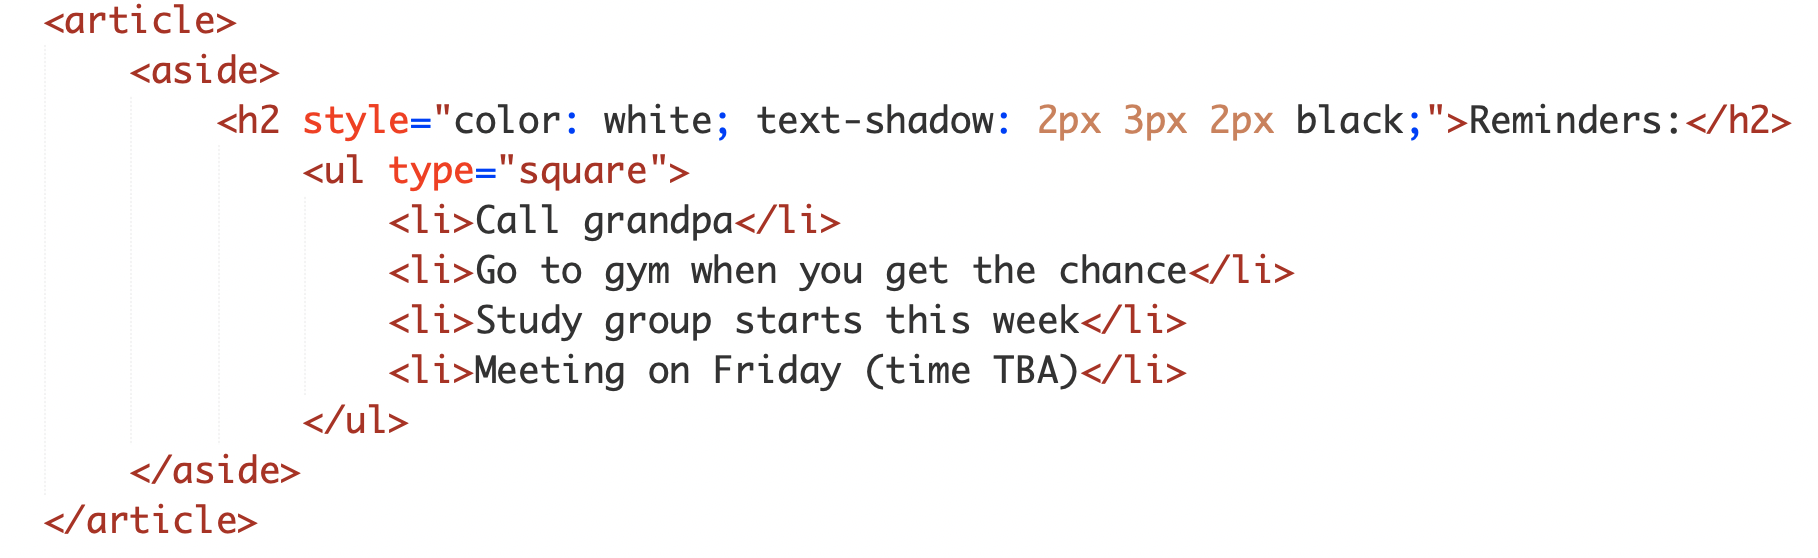 <article>
<aside>
<h2 style="color: white; text-shadow: 2px 3px 2px black;">Reminders:</h2>
<ul type="square">
<li>Call grandpa</li>
<li>Go to gym when you get the chance</li>
<li>Study group starts this week</li>
<li>Meeting on Friday (time TBA)</li>
</ul>
</aside>
</article>